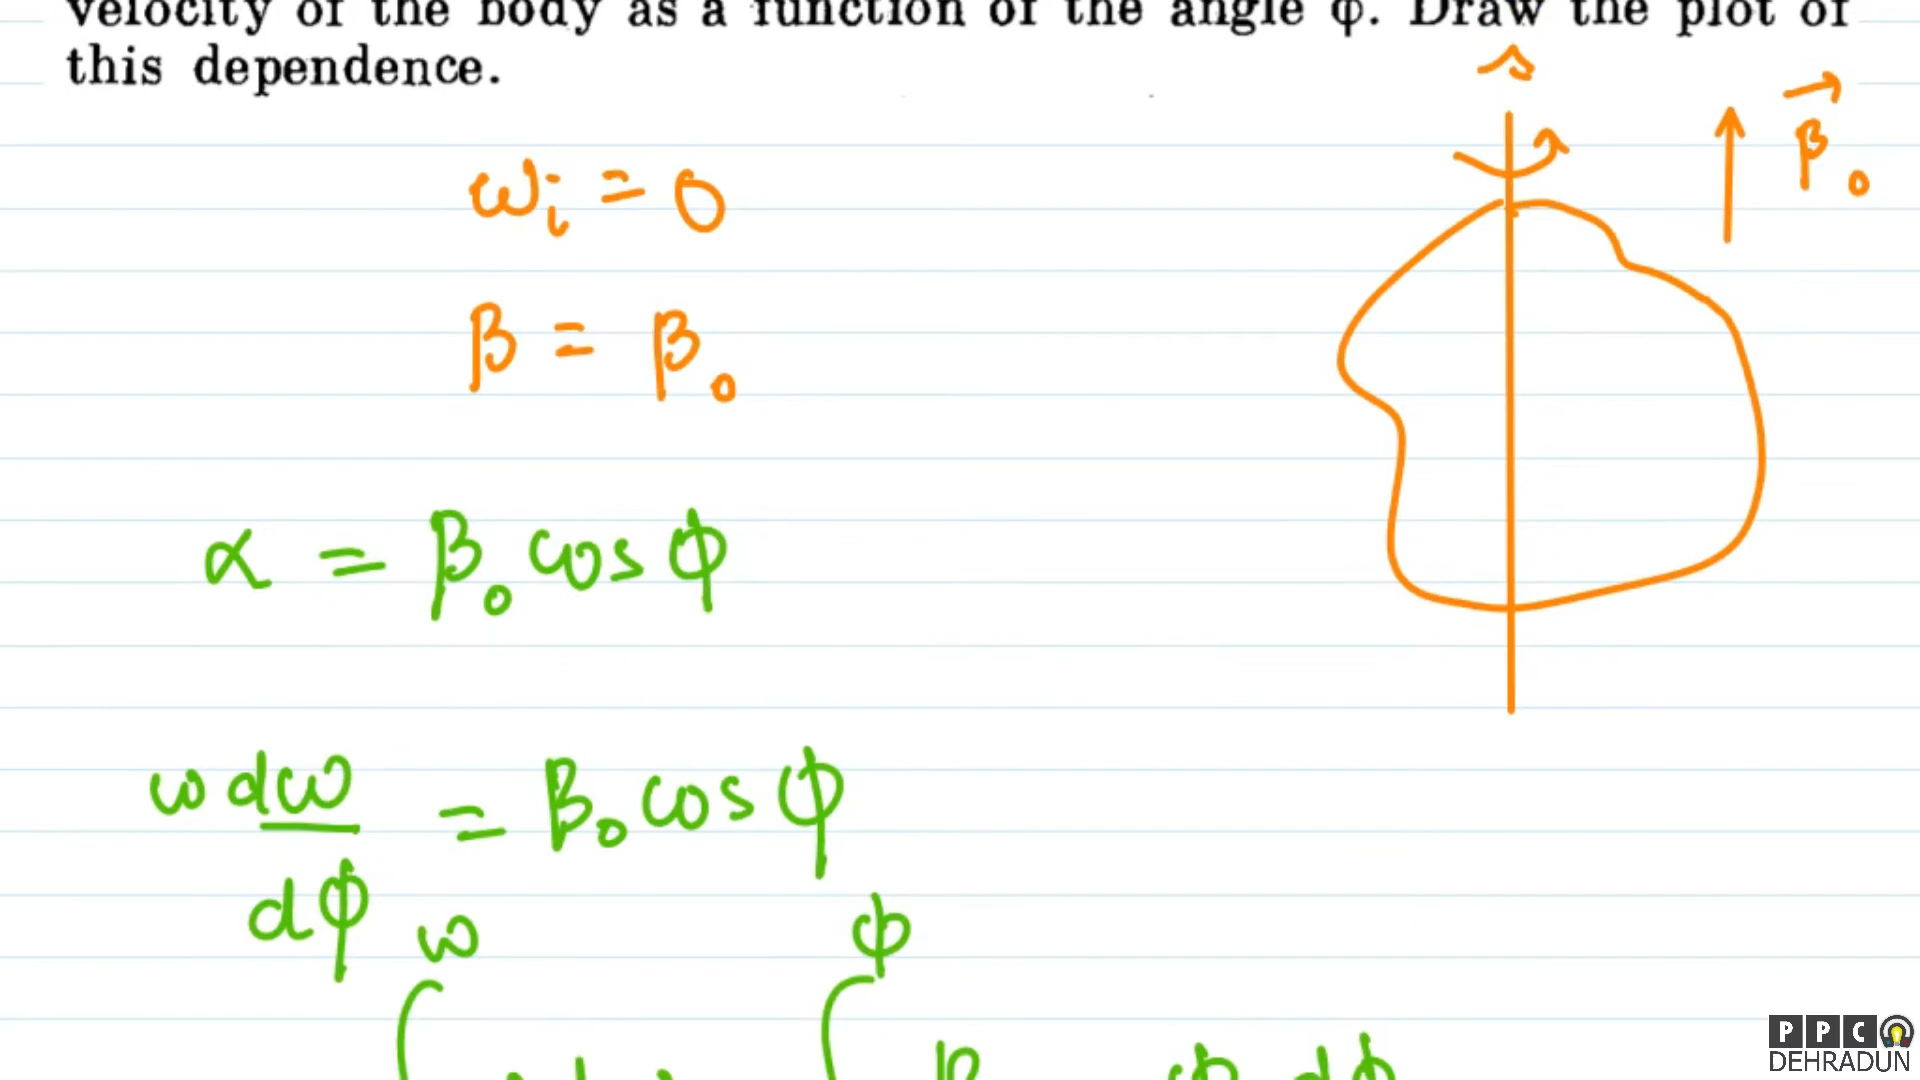 velocity of the body as a function of the angle φ. Draw the plot of
this dependence.
ωi = 0
β = β0
β0
α = β0 cos φ
ω dω / dφ = β0 cos φ
ω
φ
PPC
DEHRADUN